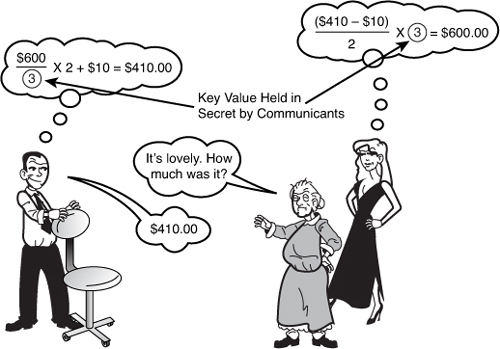 $600
3
X 2 + $10 = $410.00
($410 – $10)
2
X 3 = $600.00
Key Value Held in
Secret by Communicants
It's lovely. How
much was it?
$410.00